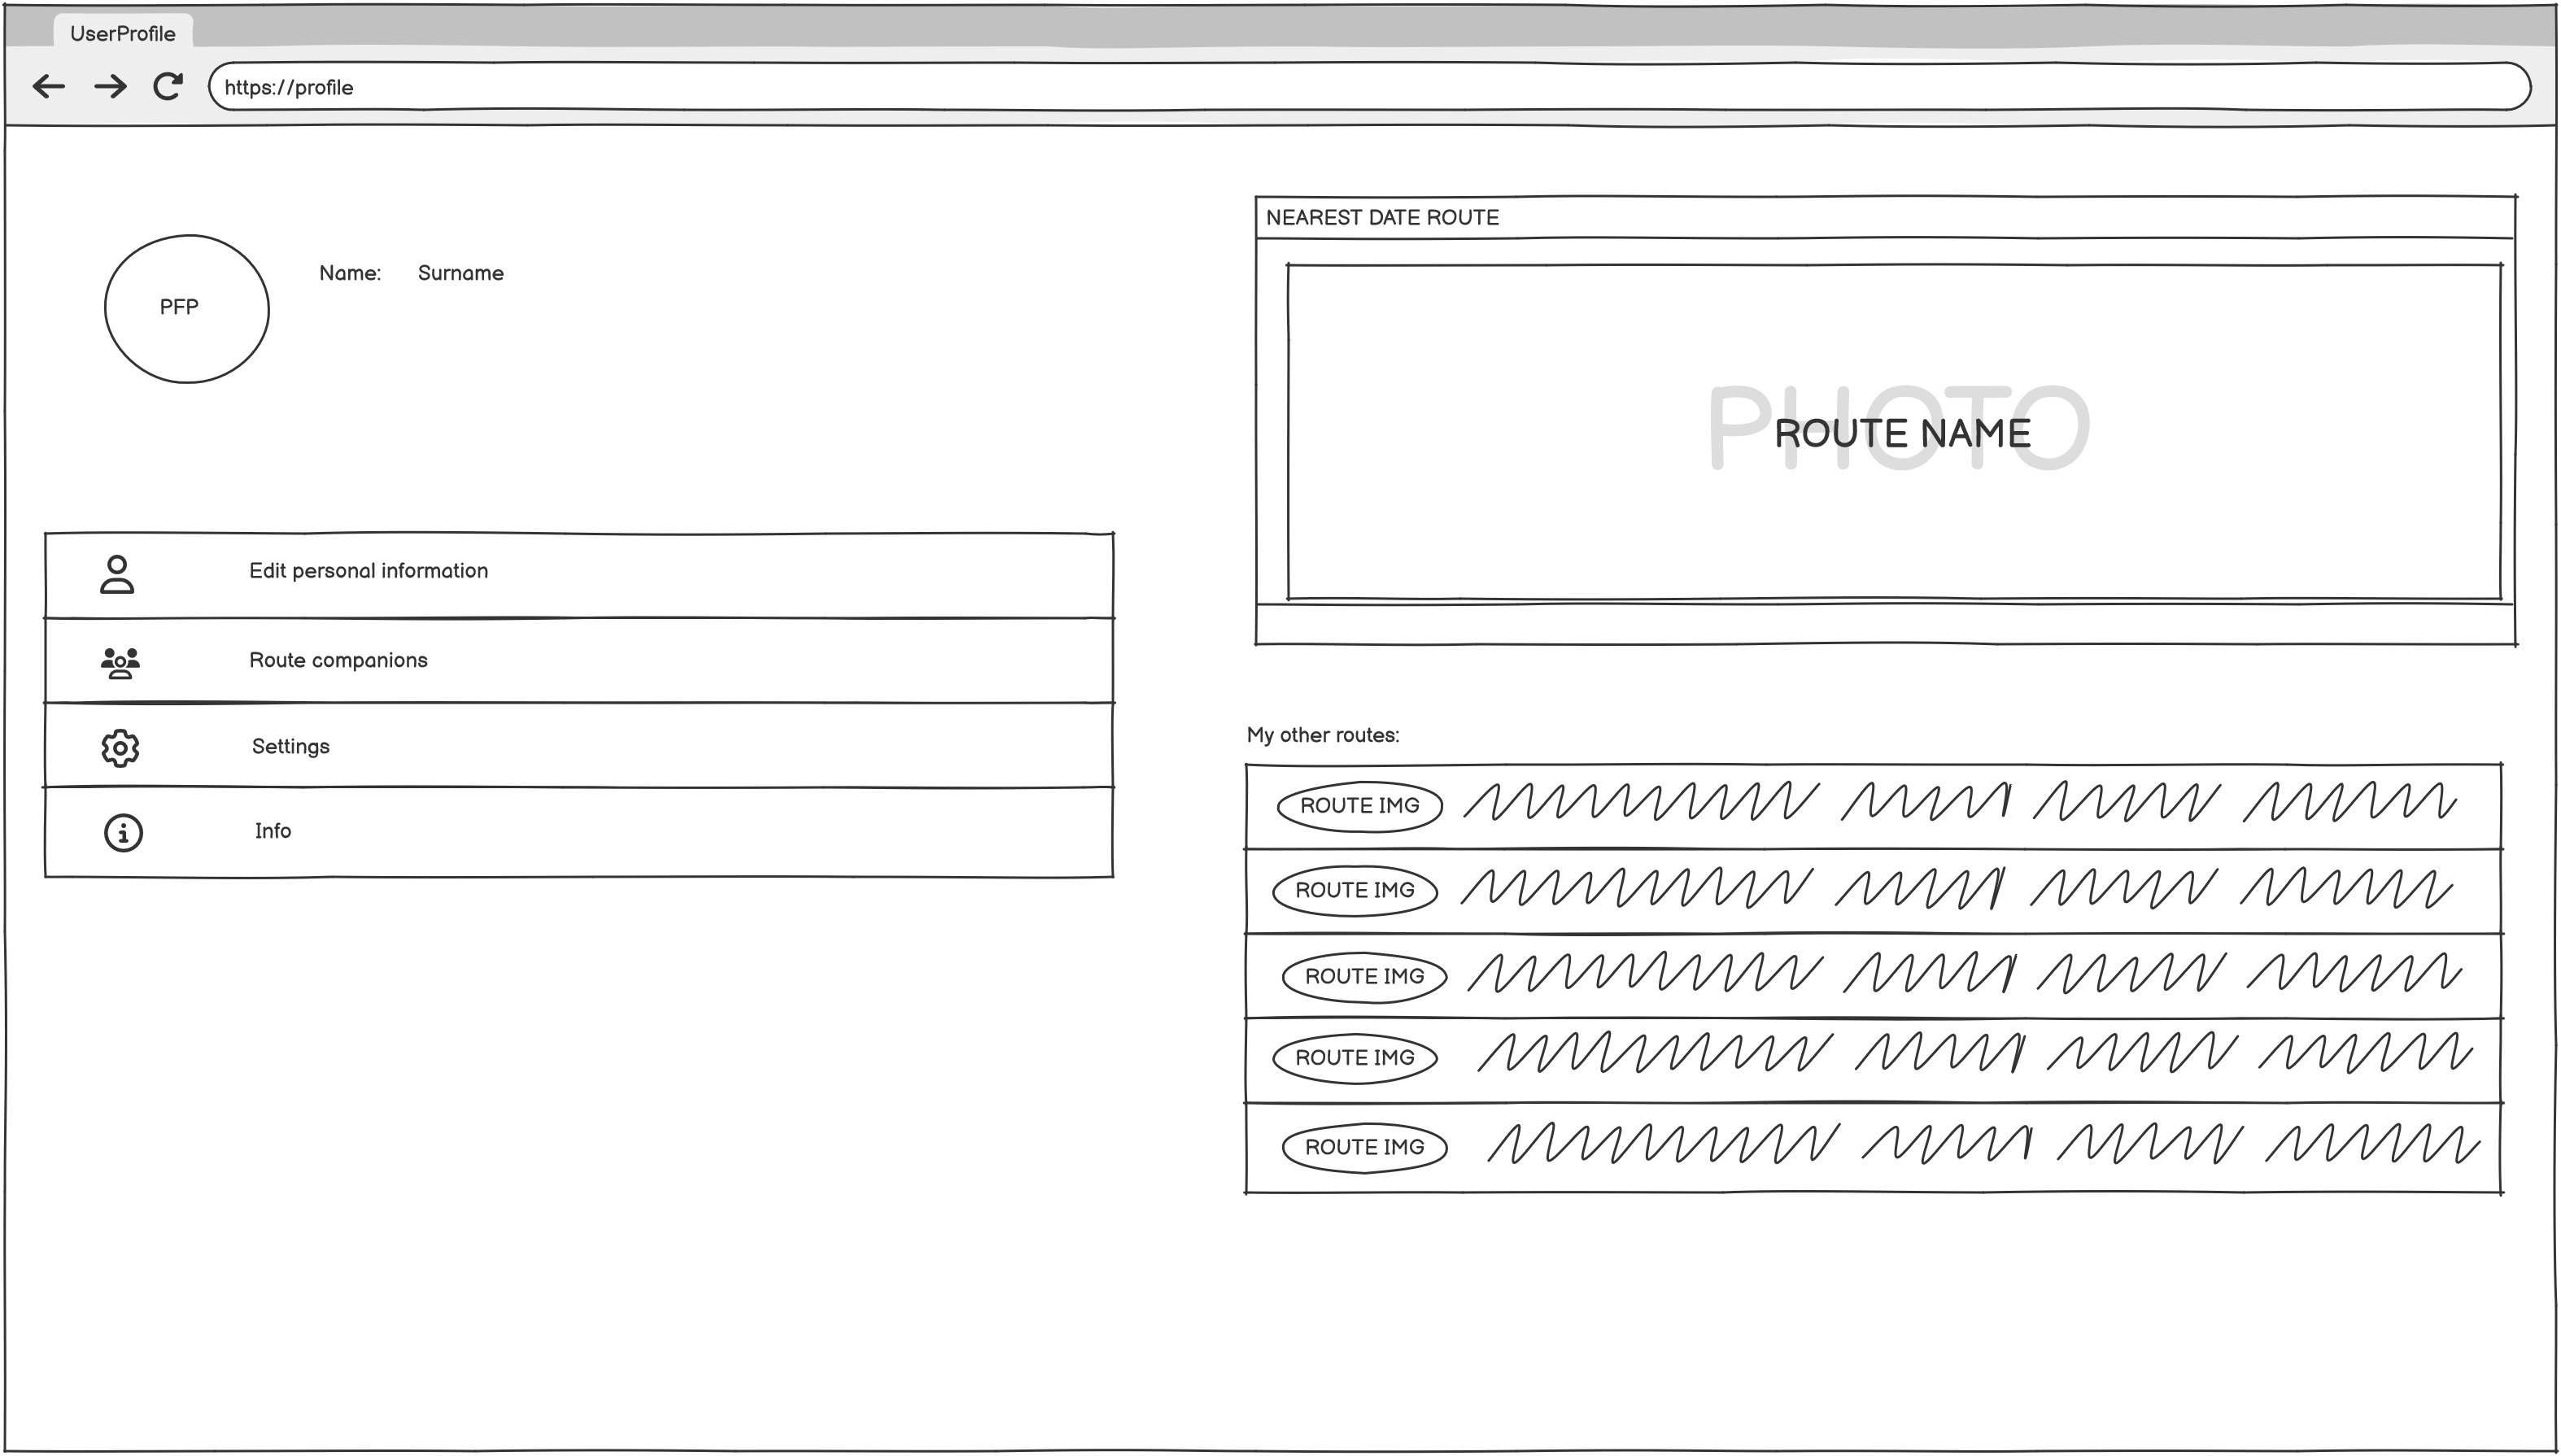 UserProfile
https://profile
PFP
Name: Surname
Edit personal information
Route companions
Settings
Info
NEAREST DATE ROUTE
PHOTO
ROUTE NAME
My other routes:
ROUTE IMG
ROUTE IMG
ROUTE IMG
ROUTE IMG
ROUTE IMG